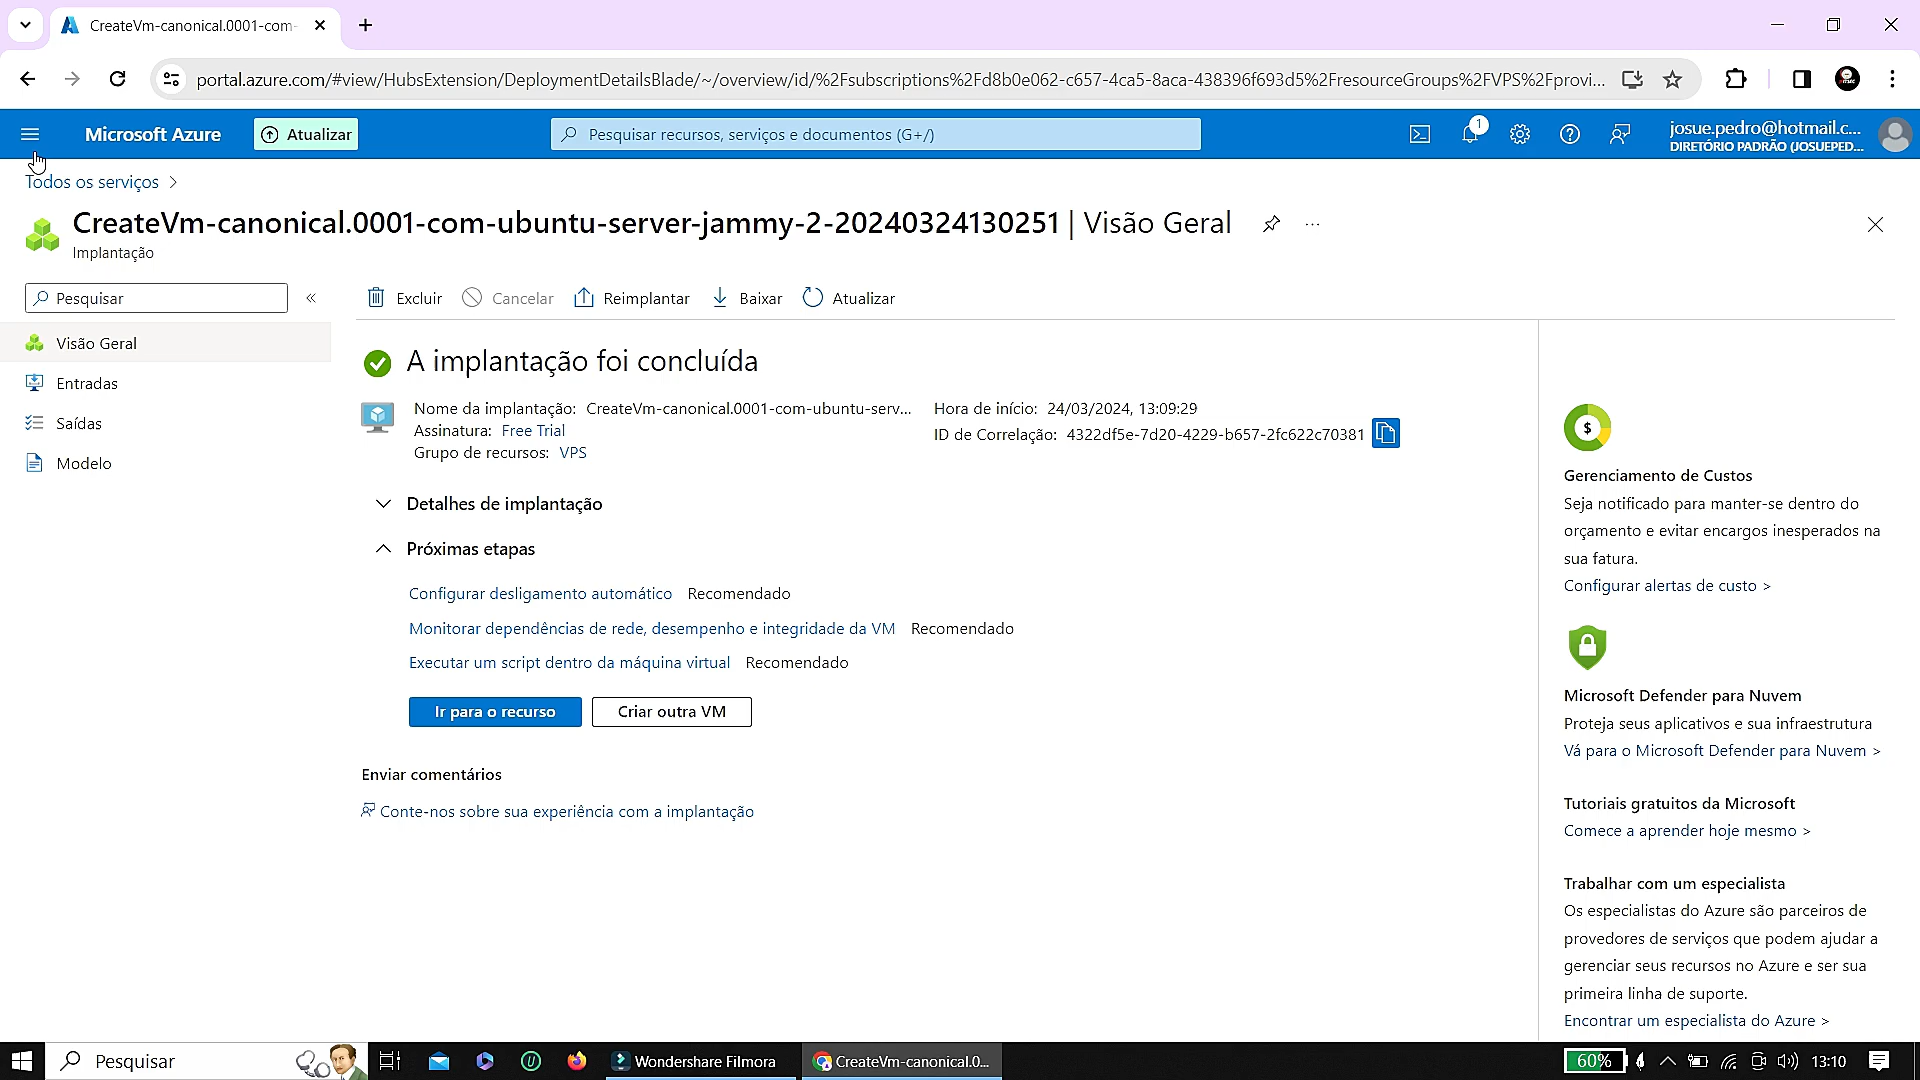 CreateVm-canonical.0001-com-
portal.azure.com/#view/HubsExtension/DeploymentDetailsBlade/~/overview/id/%2Fsubscriptions%2Fd8b0e062-c657-4ca5-8aca-438396f693d5%2FresourceGroups%2FVPS%2Fprovi...
Microsoft Azure
Atualizar
Pesquisar recursos, serviços e documentos (G+/)
1
josue.pedro@hotmail.c...
DIRETÓRIO PADRÃO (JOSUEPED...
Todos os serviços >
CreateVm-canonical.0001-com-ubuntu-server-jammy-2-20240324130251 | Visão Geral
Implantação
Pesquisar
Excluir
Cancelar
Reimplantar
Baixar
Atualizar
Visão Geral
Entradas
Saídas
Modelo
A implantação foi concluída
Nome da implantação: CreateVm-canonical.0001-com-ubuntu-serv...
Assinatura: Free Trial
Grupo de recursos: VPS
Hora de início: 24/03/2024, 13:09:29
ID de Correlação: 4322df5e-7d20-4229-b657-2fc622c70381
Detalhes de implantação
Próximas etapas
Configurar desligamento automático Recomendado
Monitorar dependências de rede, desempenho e integridade da VM Recomendado
Executar um script dentro da máquina virtual Recomendado
Ir para o recurso
Criar outra VM
Enviar comentários
Conte-nos sobre sua experiência com a implantação
Gerenciamento de Custos
Seja notificado para manter-se dentro do
orçamento e evitar encargos inesperados na
sua fatura.
Configurar alertas de custo >
Microsoft Defender para Nuvem
Proteja seus aplicativos e sua infraestrutura
Vá para o Microsoft Defender para Nuvem >
Tutoriais gratuitos da Microsoft
Comece a aprender hoje mesmo >
Trabalhar com um especialista
Os especialistas do Azure são parceiros de
provedores de serviços que podem ajudar a
gerenciar seus recursos no Azure e ser sua
primeira linha de suporte.
Encontrar um especialista do Azure >
Pesquisar
Wondershare Filmora
CreateVm-canonical.0...
60%
13:10